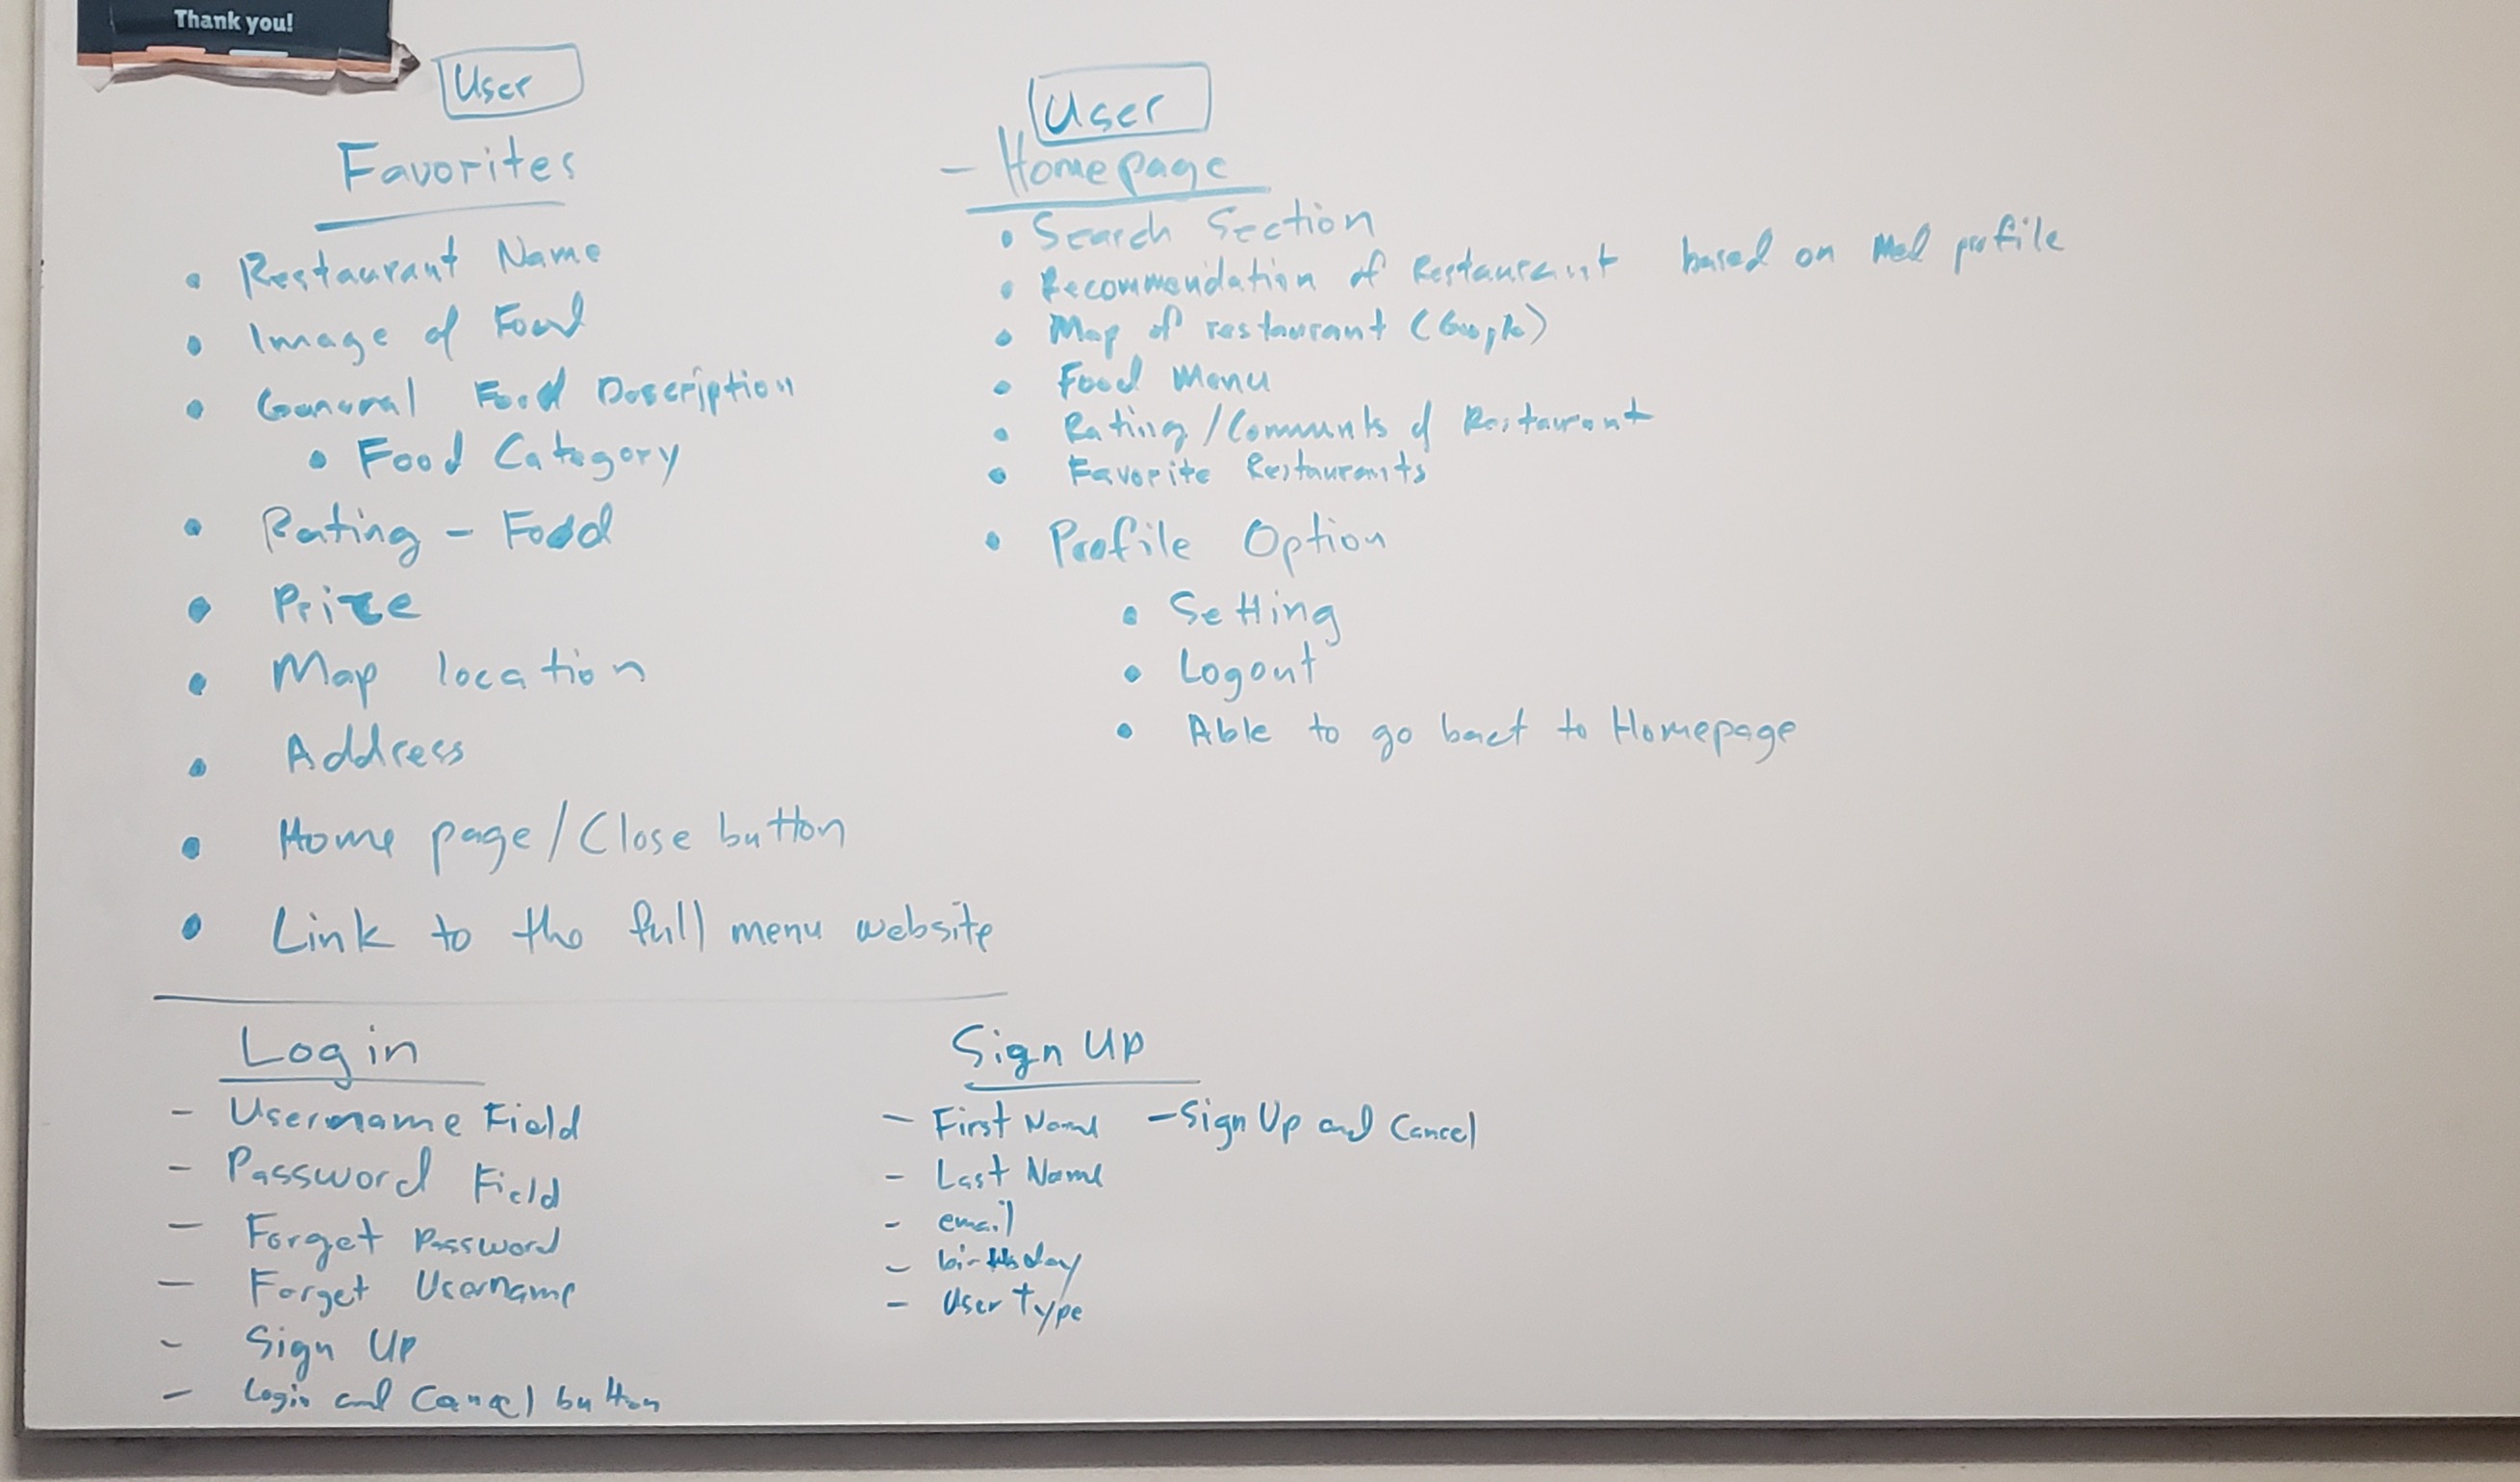 Thank you!
User
Favorites
• Restaurant Name
• Image of Food
• General Food Description
• Food Category
• Rating - Food
• Price
• Map location
• Address
• Home page/Close button
• Link to the full menu website
User
- Homepage
• Search Section
• Recommendation of Restaurant based on profile
• Map of restaurant (Google)
• Food Menu
• Rating/Comments of Restaurant
• Favorite Restaurants
• Profile Option
• Setting
• Logout
• Able to go back to Homepage
Login
- Username Field
- Password Field
- Forget Password
- Forget Username
- Sign Up
- Login and Cancel button
Sign Up
- First Name - Sign Up and Cancel
- Last Name
- email
- birthday
- User type